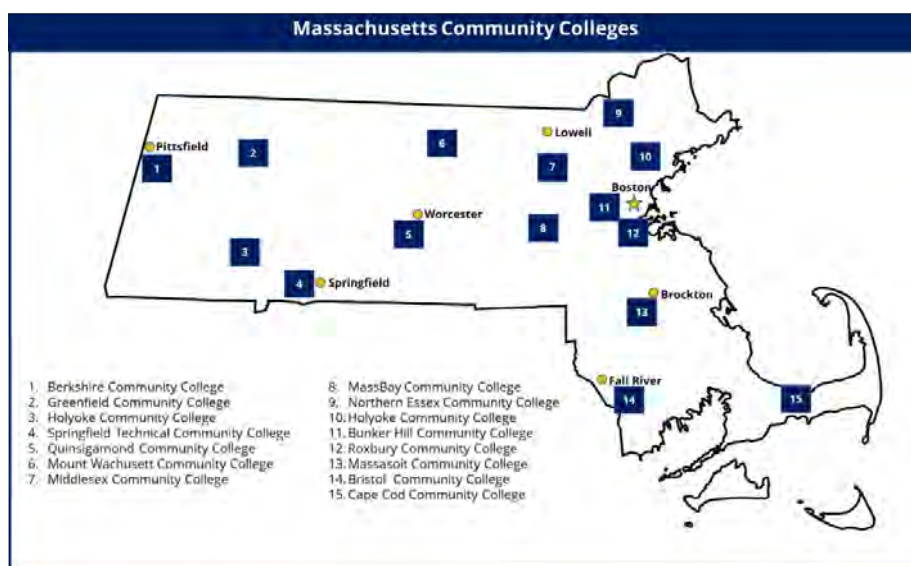 Massachusetts Community Colleges
9
Lowell
6
Pittsfield
2
10
1
7
Boston
11
Worcester
5
8
12
3
4
Springfield
Brockton
13
Fall River
14
15
1. Berkshire Community College
2. Greenfield Community College
3. Holyoke Community College
4. Springfield Technical Community College
5. Quinsigamond Community College
6. Mount Wachusett Community College
7. Middlesex Community College
8. MassBay Community College
9. Northern Essex Community College
10. Holyoke Community College
11. Bunker Hill Community College
12. Roxbury Community College
13. Massasoit Community College
14. Bristol Community College
15. Cape Cod Community College